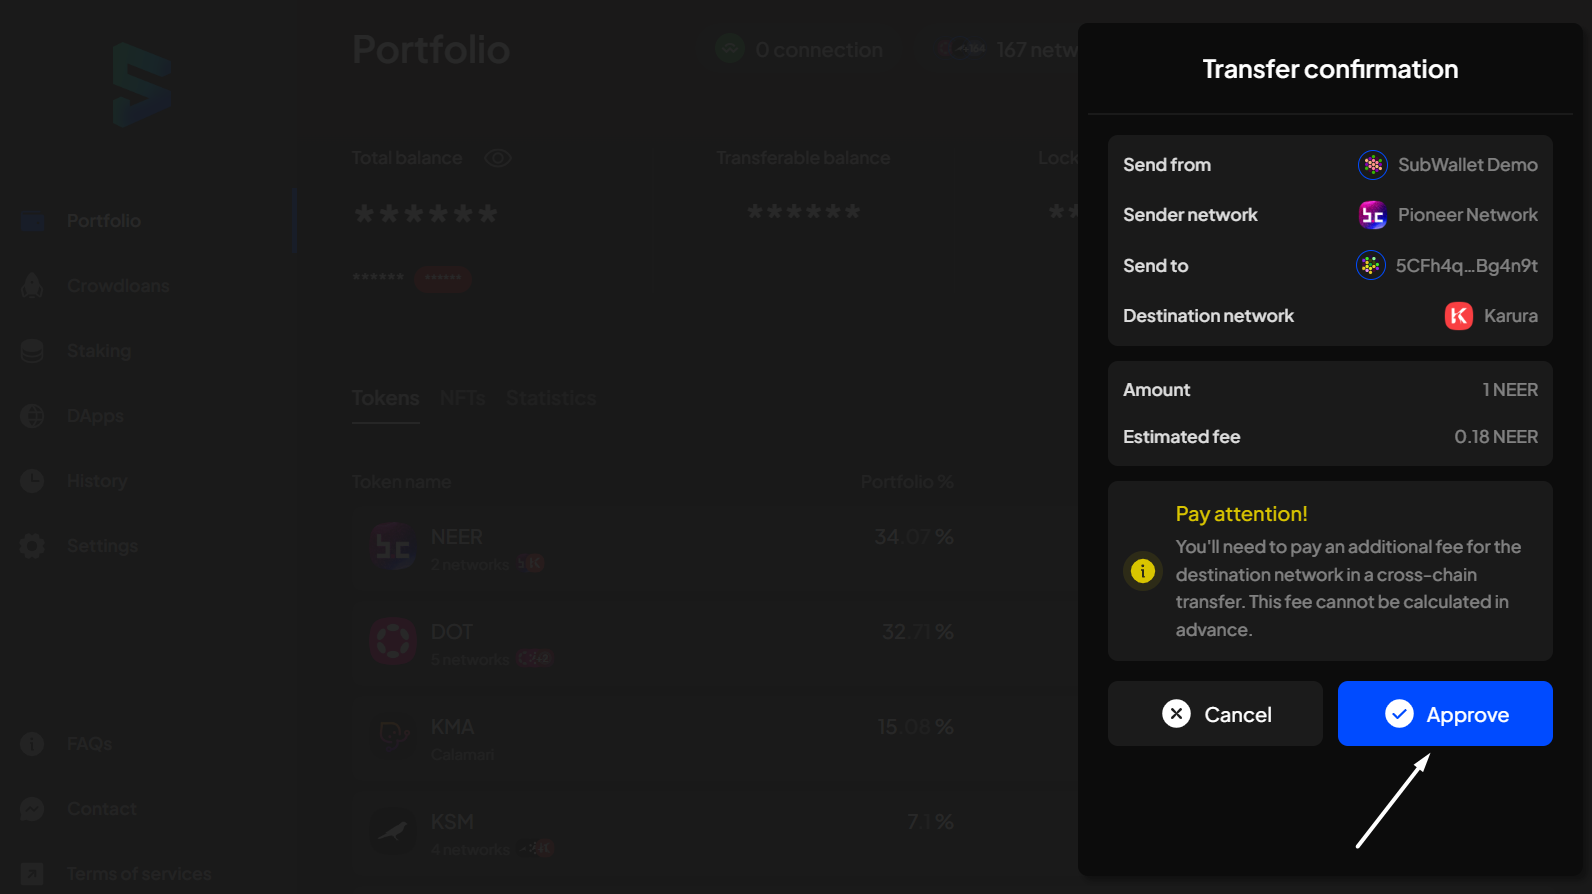 Portfolio
0 connection
167 netw
Total balance
Transferable balance
Lock
******
******
**
******
******
Portfolio
Crowdloans
Staking
DApps
History
Settings
FAQs
Contact
Terms of services
Tokens NFTs Statistics
Token name Portfolio %
NEER 34.07 %
2 networks
DOT 32.71 %
5 networks
KMA 15.08 %
Calamari
KSM 7.1 %
4 networks
Transfer confirmation
Send from SubWallet Demo
Sender network Pioneer Network
Send to 5CFh4q...Bg4n9t
Destination network Karura
Amount 1 NEER
Estimated fee 0.18 NEER
Pay attention!
You'll need to pay an additional fee for the
destination network in a cross-chain
transfer. This fee cannot be calculated in
advance.
Cancel
Approve